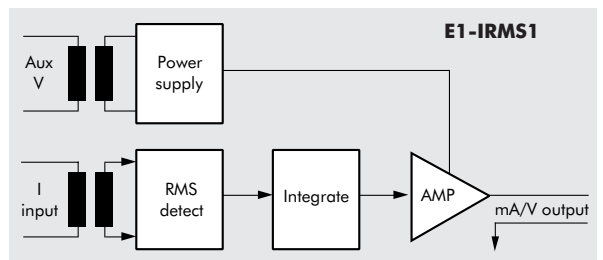 E1-IRMS1
Aux
V
Power
supply
I
input
RMS
detect
Integrate
AMP
mA/V output